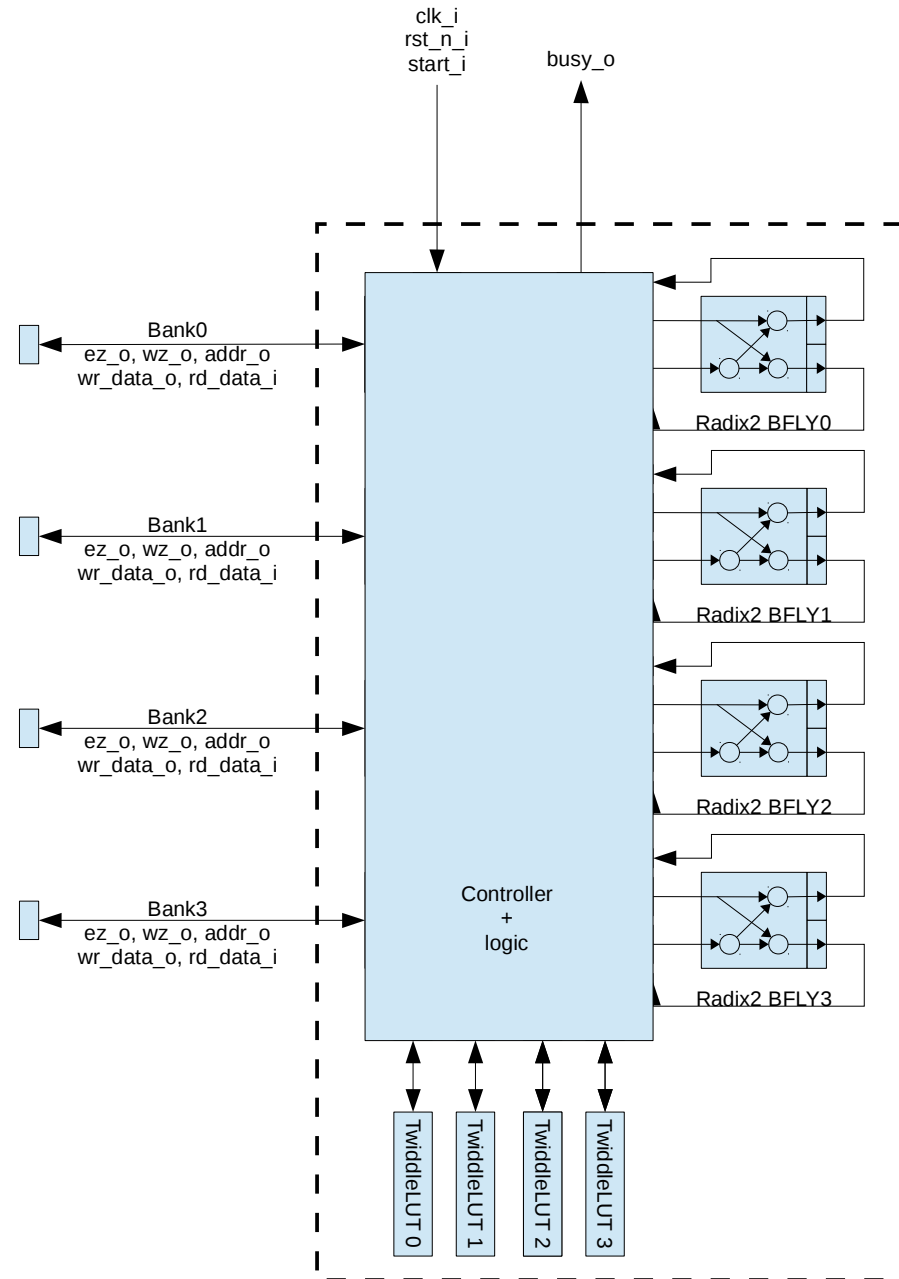 clk_i
rst_n_i
start_i
busy_o
Bank0
ez_o, wz_o, addr_o
wr_data_o, rd_data_i
Radix2 BFLY0
Bank1
ez_o, wz_o, addr_o
wr_data_o, rd_data_i
Radix2 BFLY1
Bank2
ez_o, wz_o, addr_o
wr_data_o, rd_data_i
Radix2 BFLY2
Bank3
ez_o, wz_o, addr_o
wr_data_o, rd_data_i
Controller
+
logic
Radix2 BFLY3
TwiddleLUT 0
TwiddleLUT 1
TwiddleLUT 2
TwiddleLUT 3